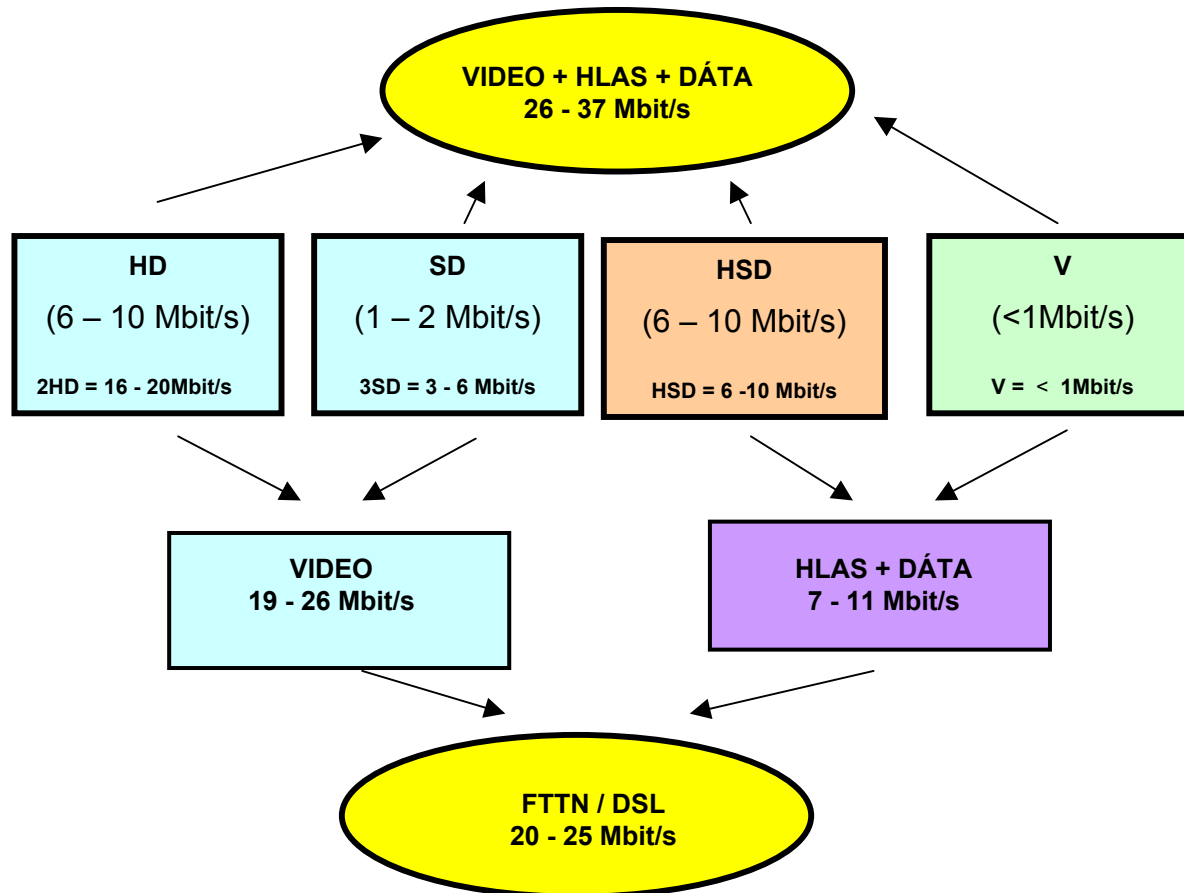 VIDEO + HLAS + DÁTA
26 - 37 Mbit/s
HD
(6 – 10 Mbit/s)
2HD = 16 - 20Mbit/s
SD
(1 – 2 Mbit/s)
3SD = 3 - 6 Mbit/s
HSD
(6 – 10 Mbit/s)
HSD = 6 -10 Mbit/s
V
(<1Mbit/s)
V = < 1Mbit/s
VIDEO
19 - 26 Mbit/s
HLAS + DÁTA
7 - 11 Mbit/s
FTTN / DSL
20 - 25 Mbit/s